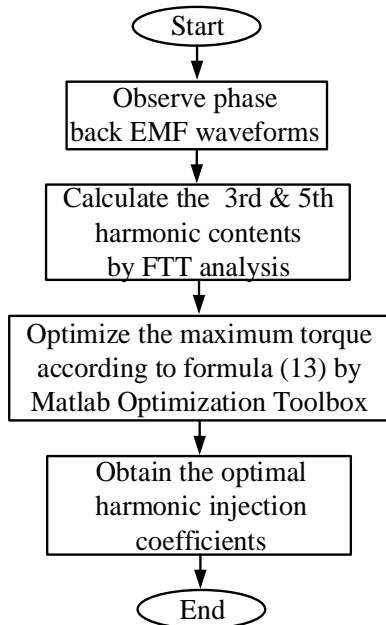 Start
Observe phase
back EMF waveforms
Calculate the 3rd & 5th
harmonic contents
by FTT analysis
Optimize the maximum torque
according to formula (13) by
Matlab Optimization Toolbox
Obtain the optimal
harmonic injection
coefficients
End